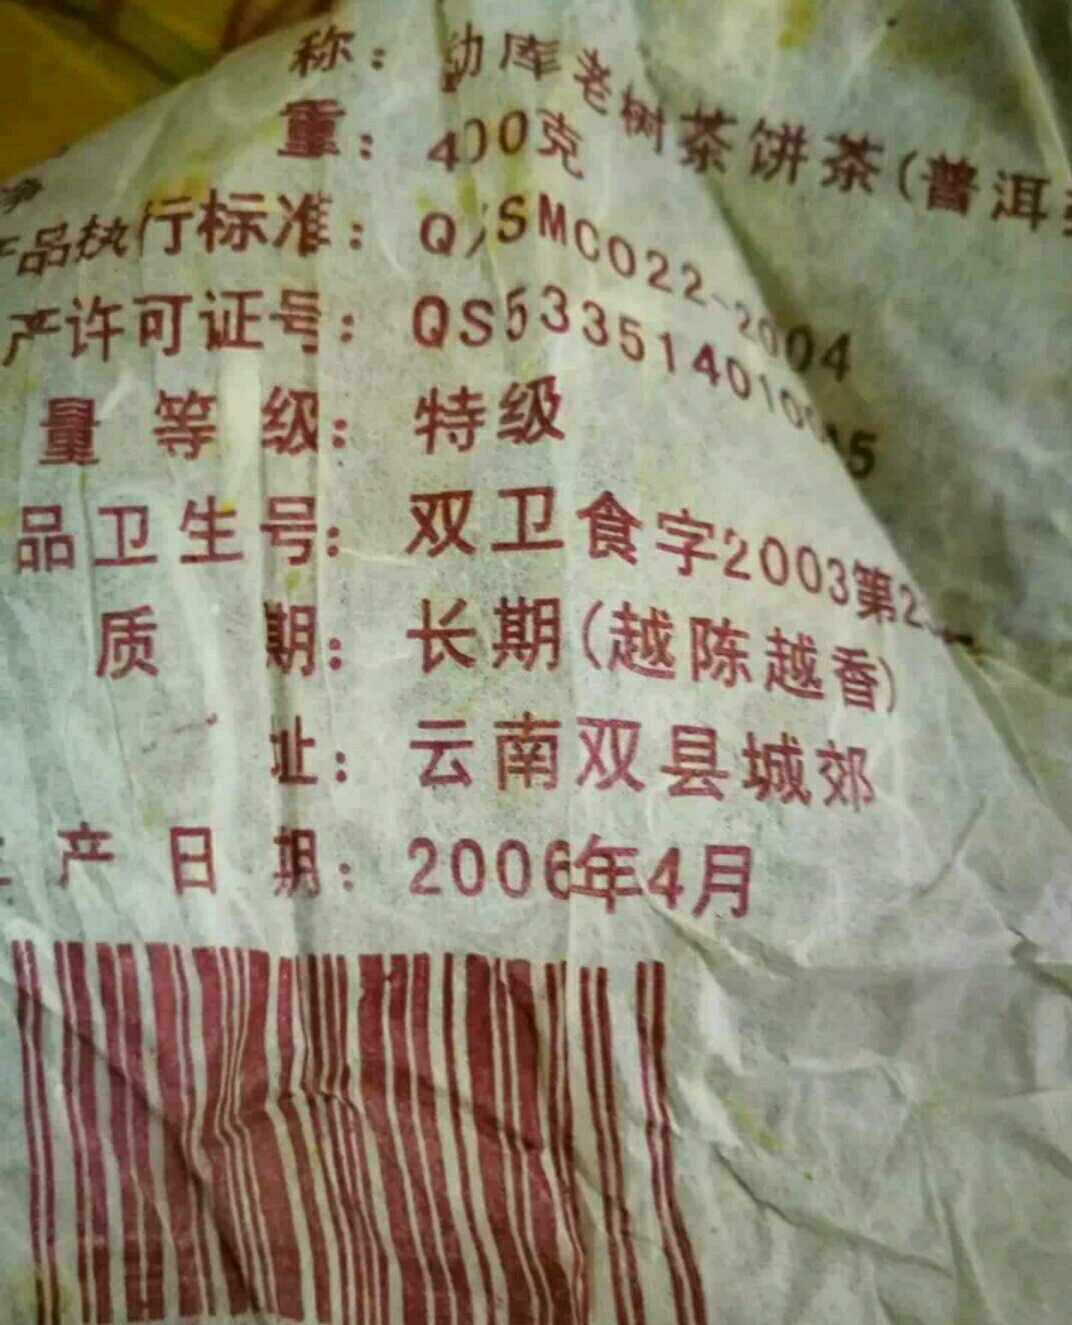 称：勐库老树茶饼茶(普洱
净 重：400克
产品执行标准：Q/SMC022-2004
产许可证号：QS5335140100
量等级：特级
品卫生号：双卫食字2003第2
质 期：长期(越陈越香)
址：云南双县城郊
产日期：2006年4月